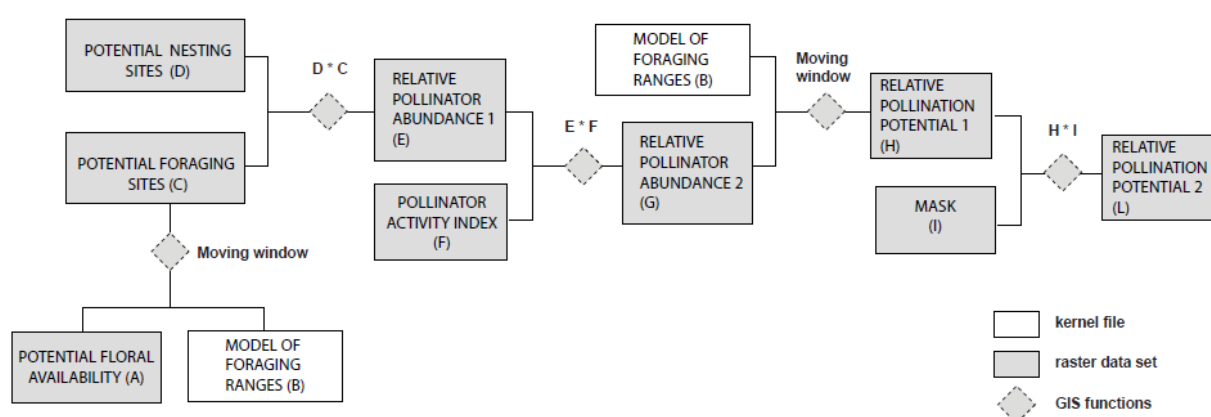 POTENTIAL NESTING
SITES (D)
D * C
POTENTIAL FORAGING
SITES (C)
Moving window
POTENTIAL FLORAL
AVAILABILITY (A)
MODEL OF
FORAGING
RANGES (B)
RELATIVE
POLLINATOR
ABUNDANCE 1
(E)
E * F
POLLINATOR
ACTIVITY INDEX
(F)
RELATIVE
POLLINATOR
ABUNDANCE 2
(G)
MODEL OF
FORAGING
RANGES (B)
Moving
window
RELATIVE
POLLINATION
POTENTIAL 1
(H)
H * I
MASK
(I)
RELATIVE
POLLINATION
POTENTIAL 2
(L)
kernel file
raster data set
GIS functions